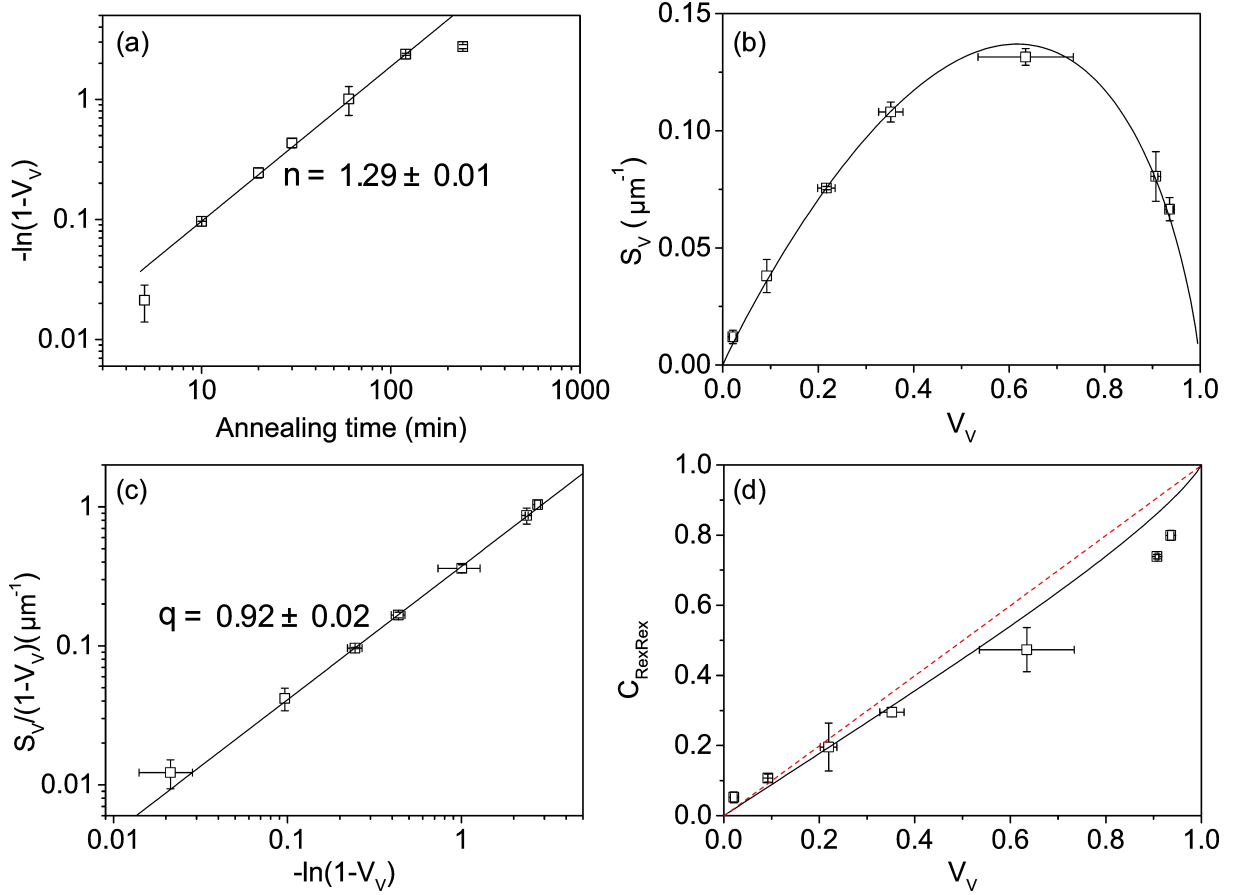 (a)
1
0.1
0.01
-ln(1-V_V)
n = 1.29 ± 0.01
10
100
1000
Annealing time (min)
(b)
0.15
0.10
0.05
0.00
S_V ( µm⁻¹)
0.0
0.2
0.4
0.6
0.8
1.0
V_V
(c)
1
0.1
0.01
S_V/(1-V_V)( µm⁻¹)
q = 0.92 ± 0.02
0.01
0.1
1
-ln(1-V_V)
(d)
1.0
0.8
0.6
0.4
0.2
0.0
C_RexRex
0.0
0.2
0.4
0.6
0.8
1.0
V_V